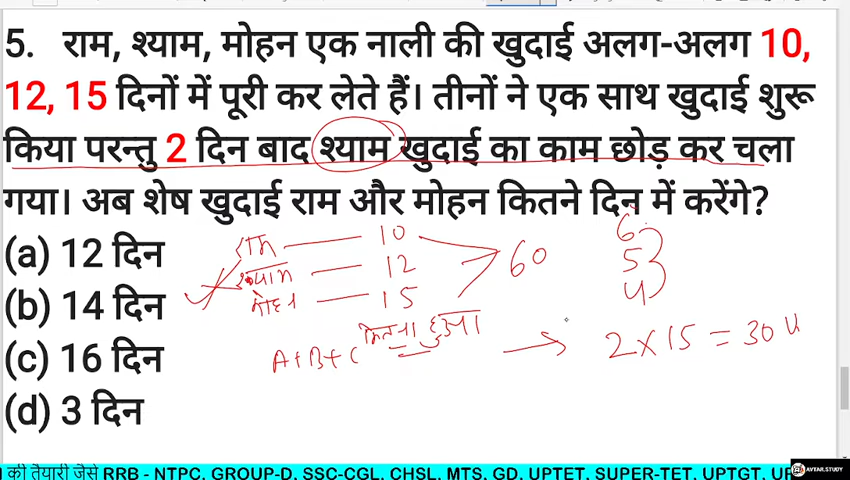 5. राम, श्याम, मोहन एक नाली की खुदाई अलग-अलग 10,
12, 15 दिनों में पूरी कर लेते हैं। तीनों ने एक साथ खुदाई शुरू
किया परन्तु 2 दिन बाद श्याम खुदाई का काम छोड़ कर चला
गया। अब शेष खुदाई राम और मोहन कितने दिन में करेंगे?
(a) 12 दिन
(b) 14 दिन
(c) 16 दिन
(d) 3 दिन
10
12
15
60
6
5
4
A+B+C कितना हुआ
2 × 15 = 30 u
की तैयारी जैसे RRB - NTPC, GROUP-D, SSC-CGL, CHSL, MTS, GD, UPTET, SUPER-TET, UPTGT,
AVYAR.STUDY